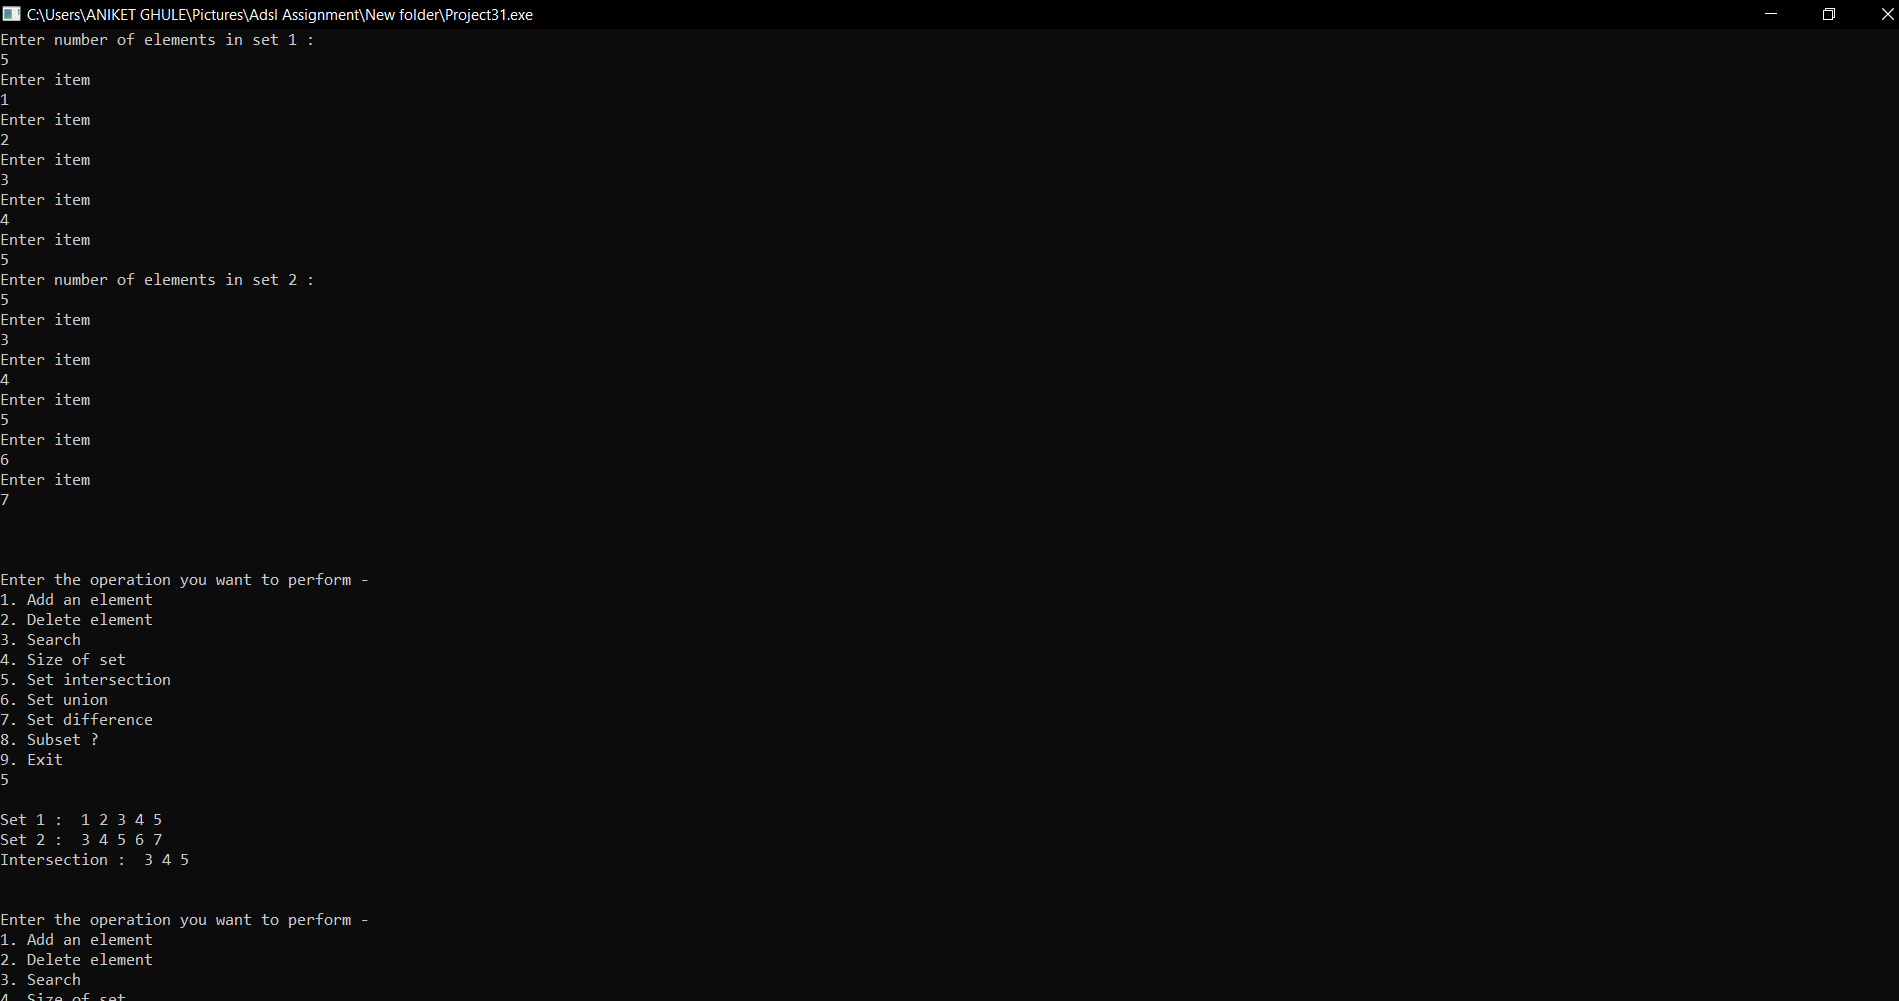 C:\Users\ANIKET GHULE\Pictures\Adsl Assignment\New folder\Project31.exe
Enter number of elements in set 1 :
5
Enter item
1
Enter item
2
Enter item
3
Enter item
4
Enter item
5
Enter number of elements in set 2 :
5
Enter item
3
Enter item
4
Enter item
5
Enter item
6
Enter item
7
Enter the operation you want to perform -
1. Add an element
2. Delete element
3. Search
4. Size of set
5. Set intersection
6. Set union
7. Set difference
8. Subset ?
9. Exit
5
Set 1 :  1 2 3 4 5
Set 2 :  3 4 5 6 7
Intersection :  3 4 5
Enter the operation you want to perform -
1. Add an element
2. Delete element
3. Search
4. Size of set